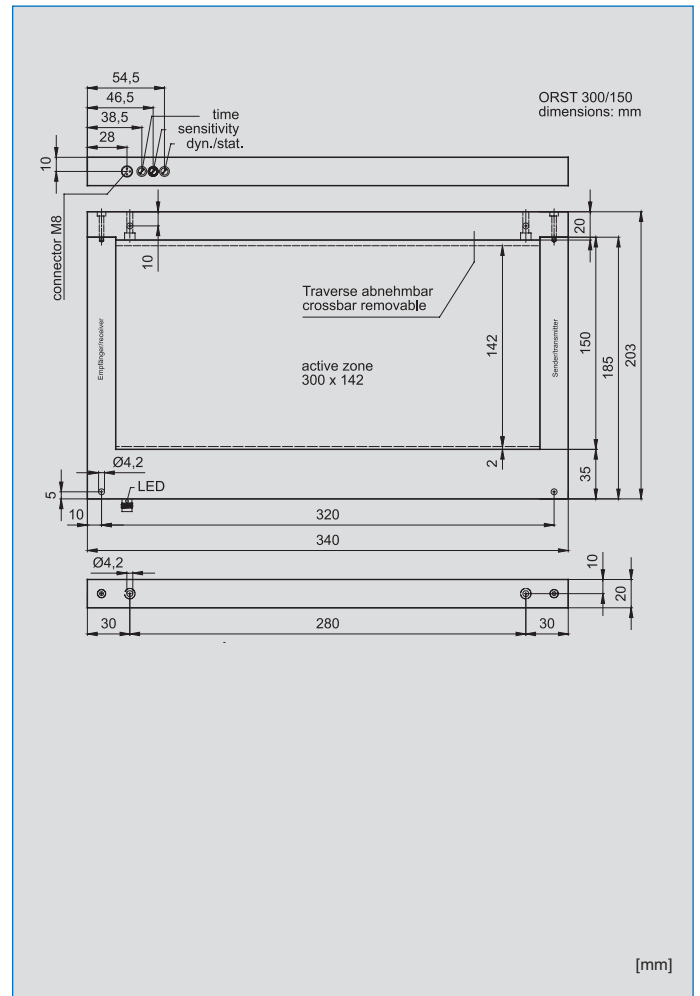 54,5
46,5
38,5
28
time
sensitivity
dyn./stat.
ORST 300/150
dimensions: mm
10
connector M8
10
20
Traverse abnehmbar
crossbar removable
Empfänger/receiver
Sender/transmitter
active zone
300 x 142
142
150
185
203
2
35
Ø4,2
LED
5
10
320
340
Ø4,2
10
20
30
280
30
[mm]